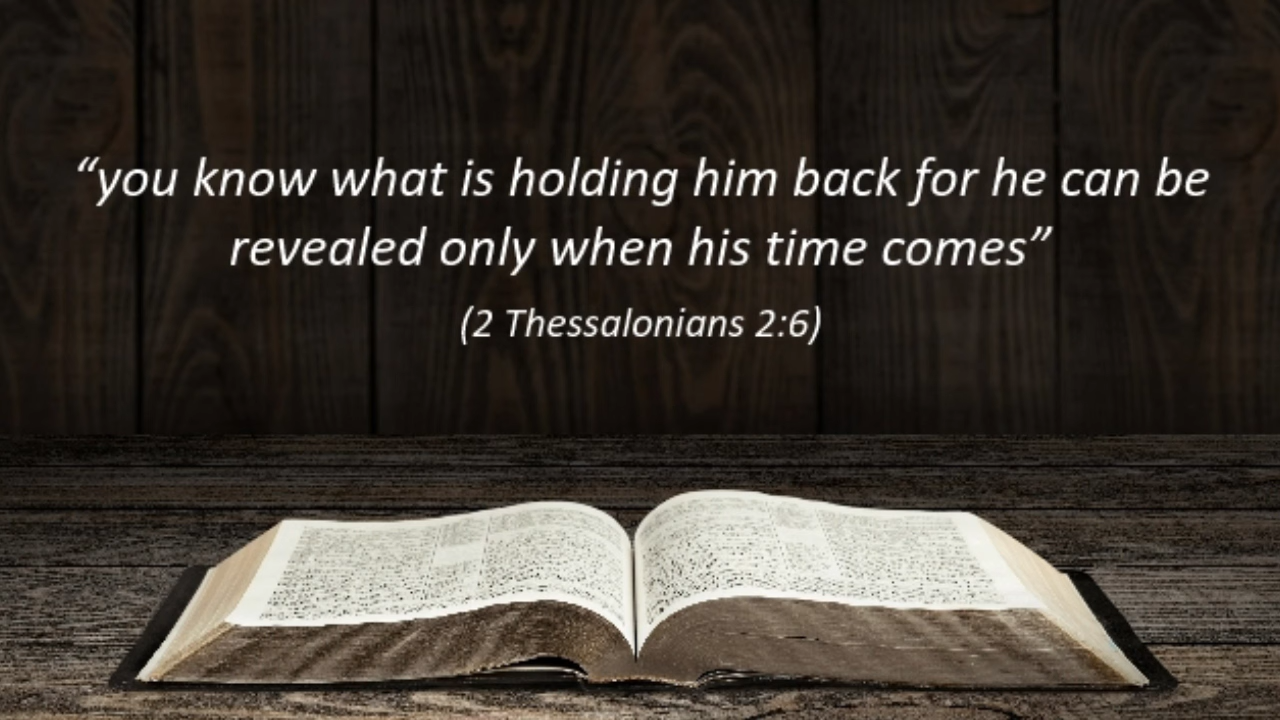 “you know what is holding him back for he can be
revealed only when his time comes”
(2 Thessalonians 2:6)